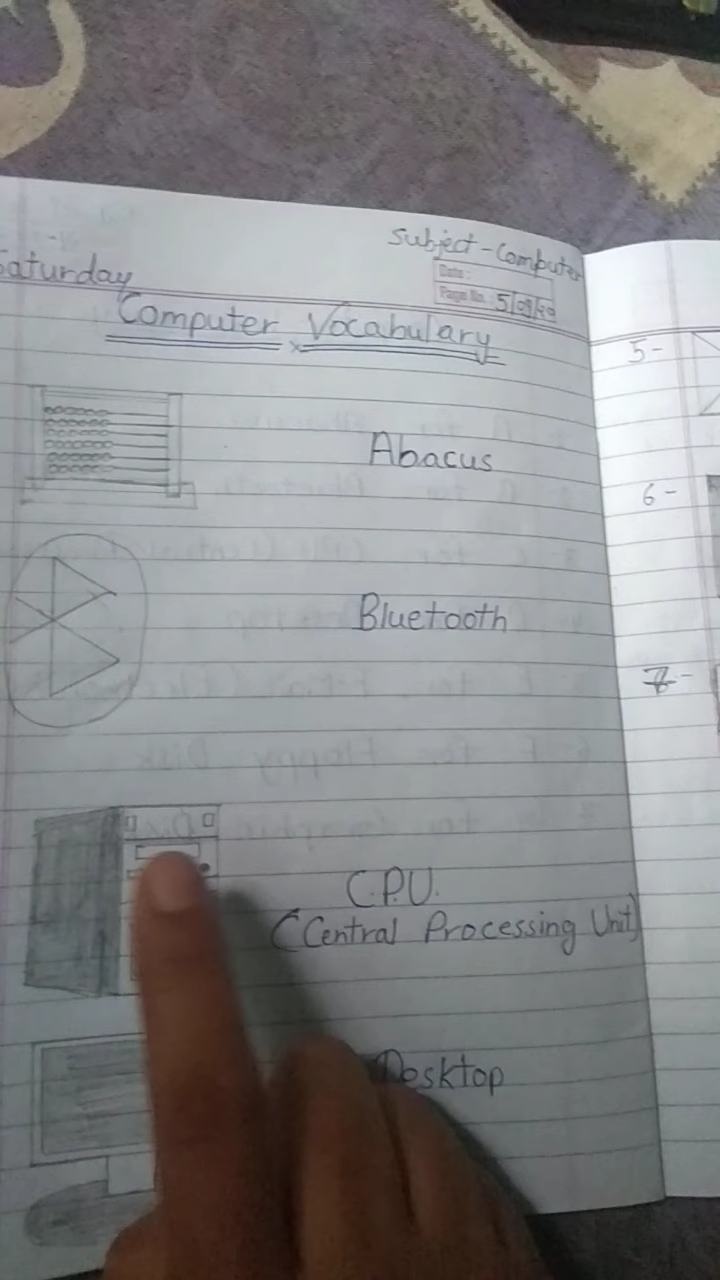 Subject-Computer
Saturday
Date:
Page No. 5/09/20
Computer Vocabulary
Abacus
Bluetooth
C.P.U.
(Central Processing Unit)
Desktop
5-
6-
7-